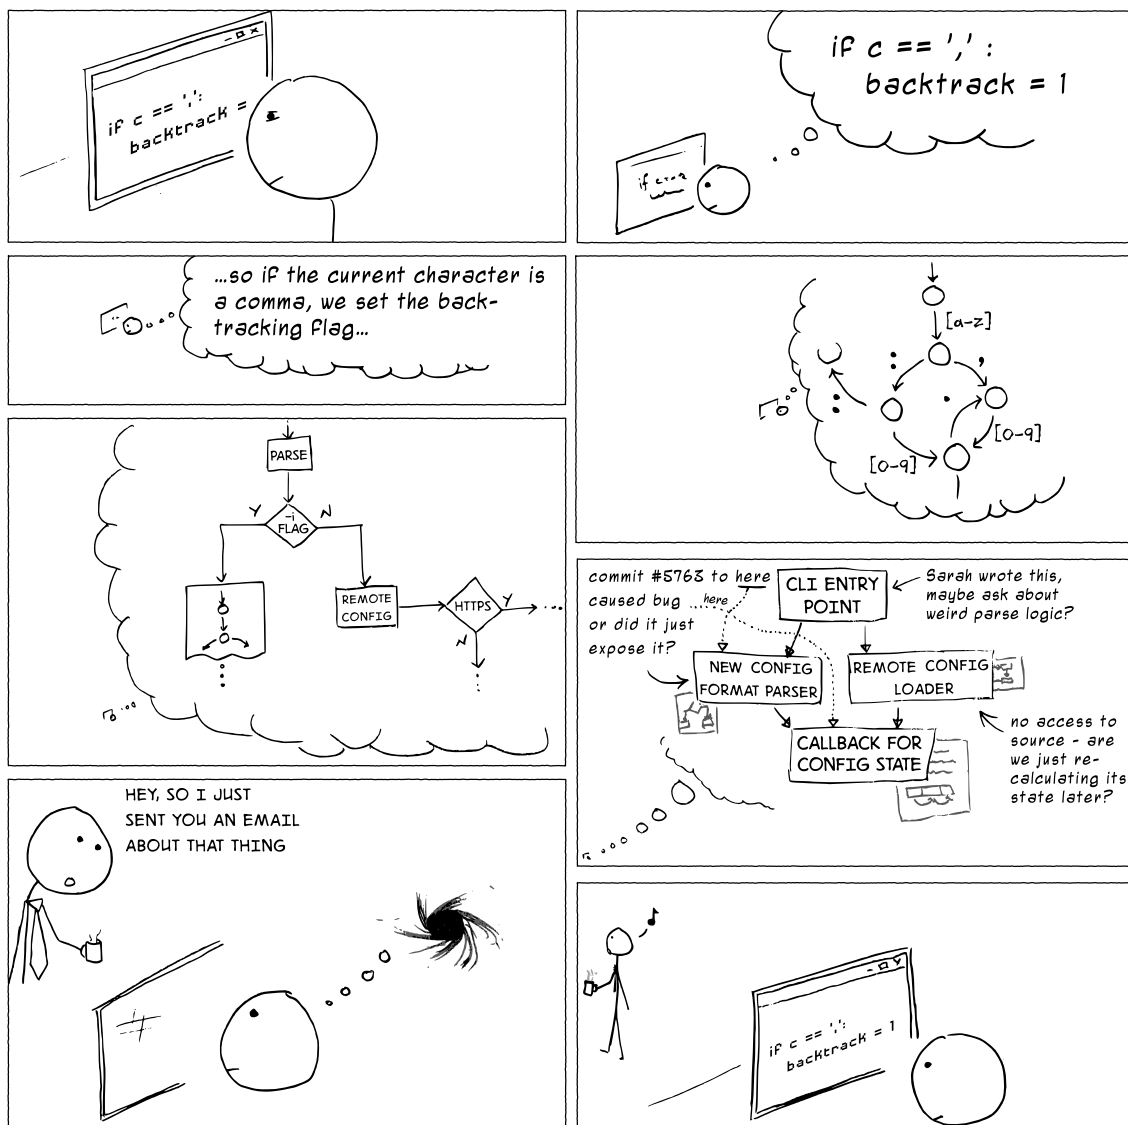 if c == ',':
backtrack =
if c == ',' :
backtrack = 1
if c==
...so if the current character is
a comma, we set the back-
tracking flag...
[a-z]
:
,
:
.
[0-9]
[0-9]
PARSE
Y
N
-i
FLAG
REMOTE
CONFIG
HTTPS
Y
N
commit #5763 to here
caused bug
here
or did it just
expose it?
CLI ENTRY
POINT
Sarah wrote this,
maybe ask about
weird parse logic?
NEW CONFIG
FORMAT PARSER
REMOTE CONFIG
LOADER
CALLBACK FOR
CONFIG STATE
no access to
source - are
we just re-
calculating its
state later?
HEY, SO I JUST
SENT YOU AN EMAIL
ABOUT THAT THING
if c == ',':
backtrack = 1